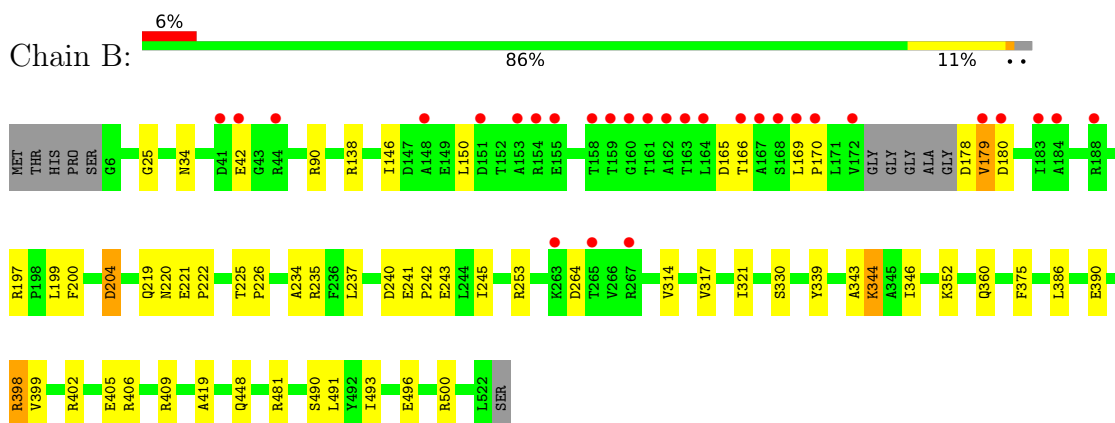 6%
Chain B:
86% 11% • •
MET THR HIS PRO SER G6 G25 N34 D41 E42 G43 R44 R90 R138 I146 D147 A148 E149 L150 D151 T152 A153 R154 E155 T158 T159 G160 T161 A162 T163 L164 D165 T166 A167 S168 L169 P170 L171 V172 GLY GLY GLY ALA GLY D178 V179 D180 I183 A184 R188
R197 P198 L199 F200 D204 Q219 N220 E221 P222 T225 P226 A234 R235 F236 L237 D240 E241 P242 E243 L244 I245 R253 K263 D264 T265 V266 R267 V314 V317 I321 S330 Y339 A343 K344 A345 I346 K352 Q360 F375 L386 E390
R398 V399 R402 E405 R406 R409 A419 Q448 R481 S490 L491 Y492 I493 E496 R500 L522 SER